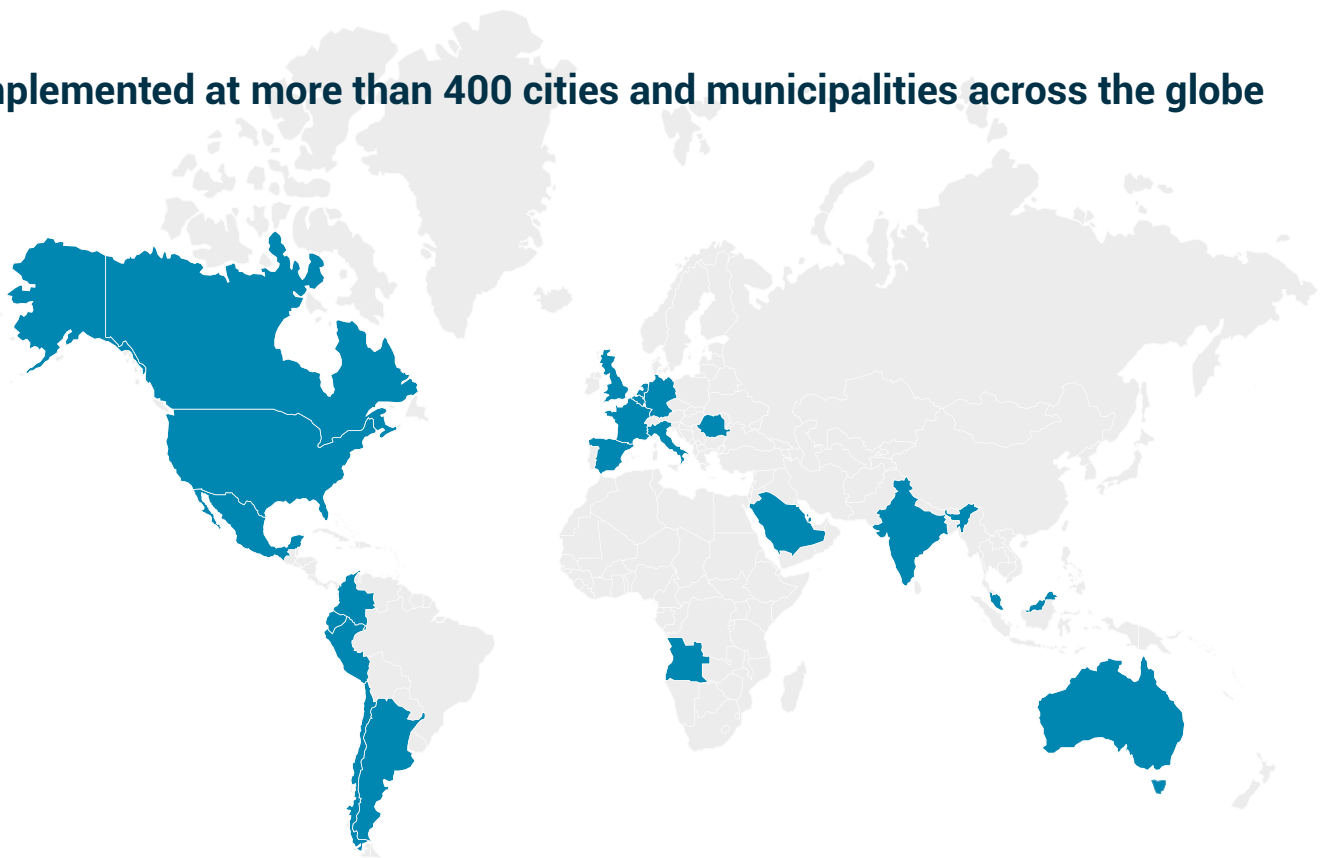 nplemented at more than 400 cities and municipalities across the globe